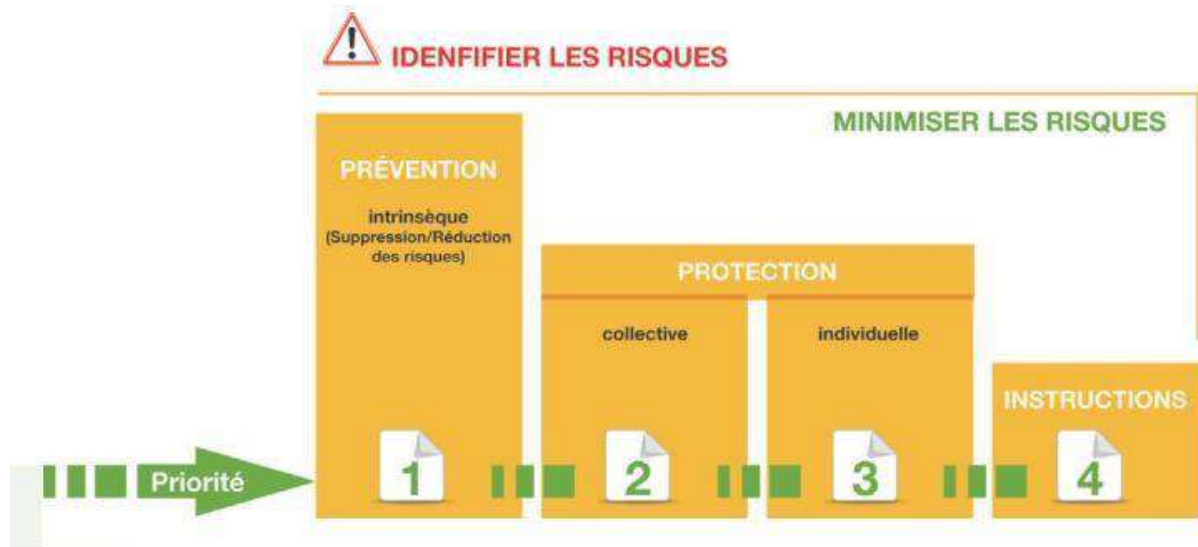 IDENFIFIER LES RISQUES
MINIMISER LES RISQUES
PRÉVENTION
intrinsèque
(Suppression/Réduction
des risques)
PROTECTION
collective
individuelle
INSTRUCTIONS
Priorité
1
2
3
4